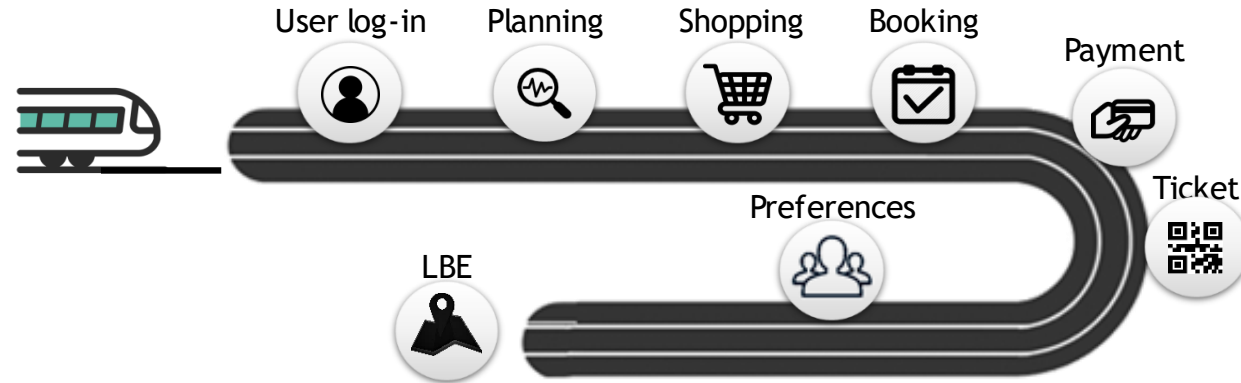 User log-in
Planning
Shopping
Booking
Payment
Ticket
Preferences
LBE